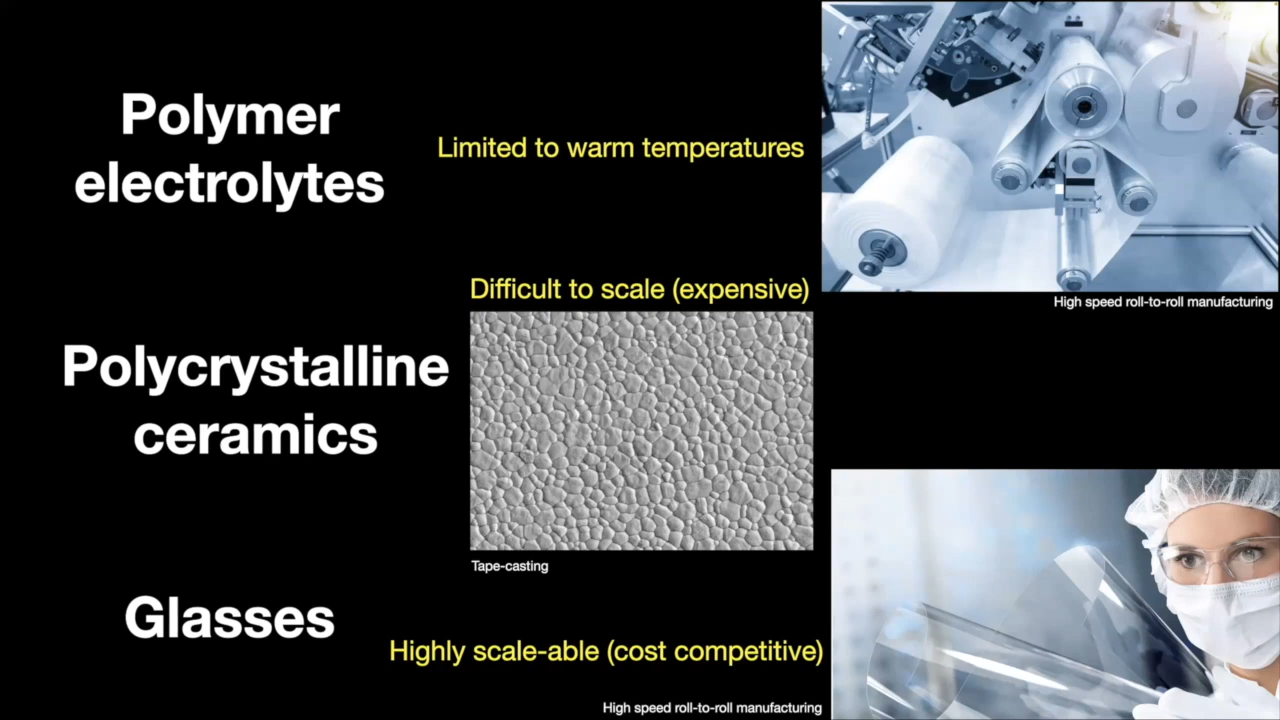 Polymer
electrolytes
Limited to warm temperatures
High speed roll-to-roll manufacturing
Difficult to scale (expensive)
Polycrystalline
ceramics
Tape-casting
Glasses
Highly scale-able (cost competitive)
High speed roll-to-roll manufacturing